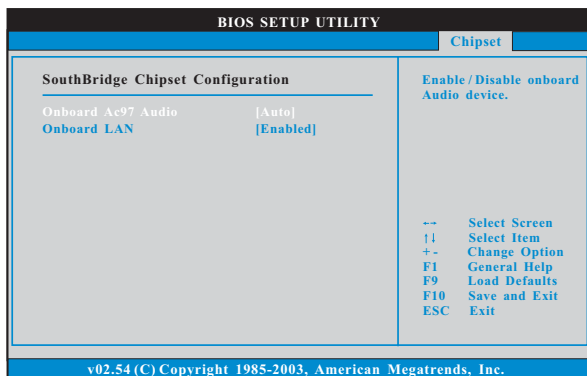 BIOS SETUP UTILITY
Chipset
SouthBridge Chipset Configuration
Onboard Ac97 Audio [Auto]
Onboard LAN [Enabled]
Enable / Disable onboard
Audio device.
←→ Select Screen
↑↓ Select Item
+ - Change Option
F1 General Help
F9 Load Defaults
F10 Save and Exit
ESC Exit
v02.54 (C) Copyright 1985-2003, American Megatrends, Inc.